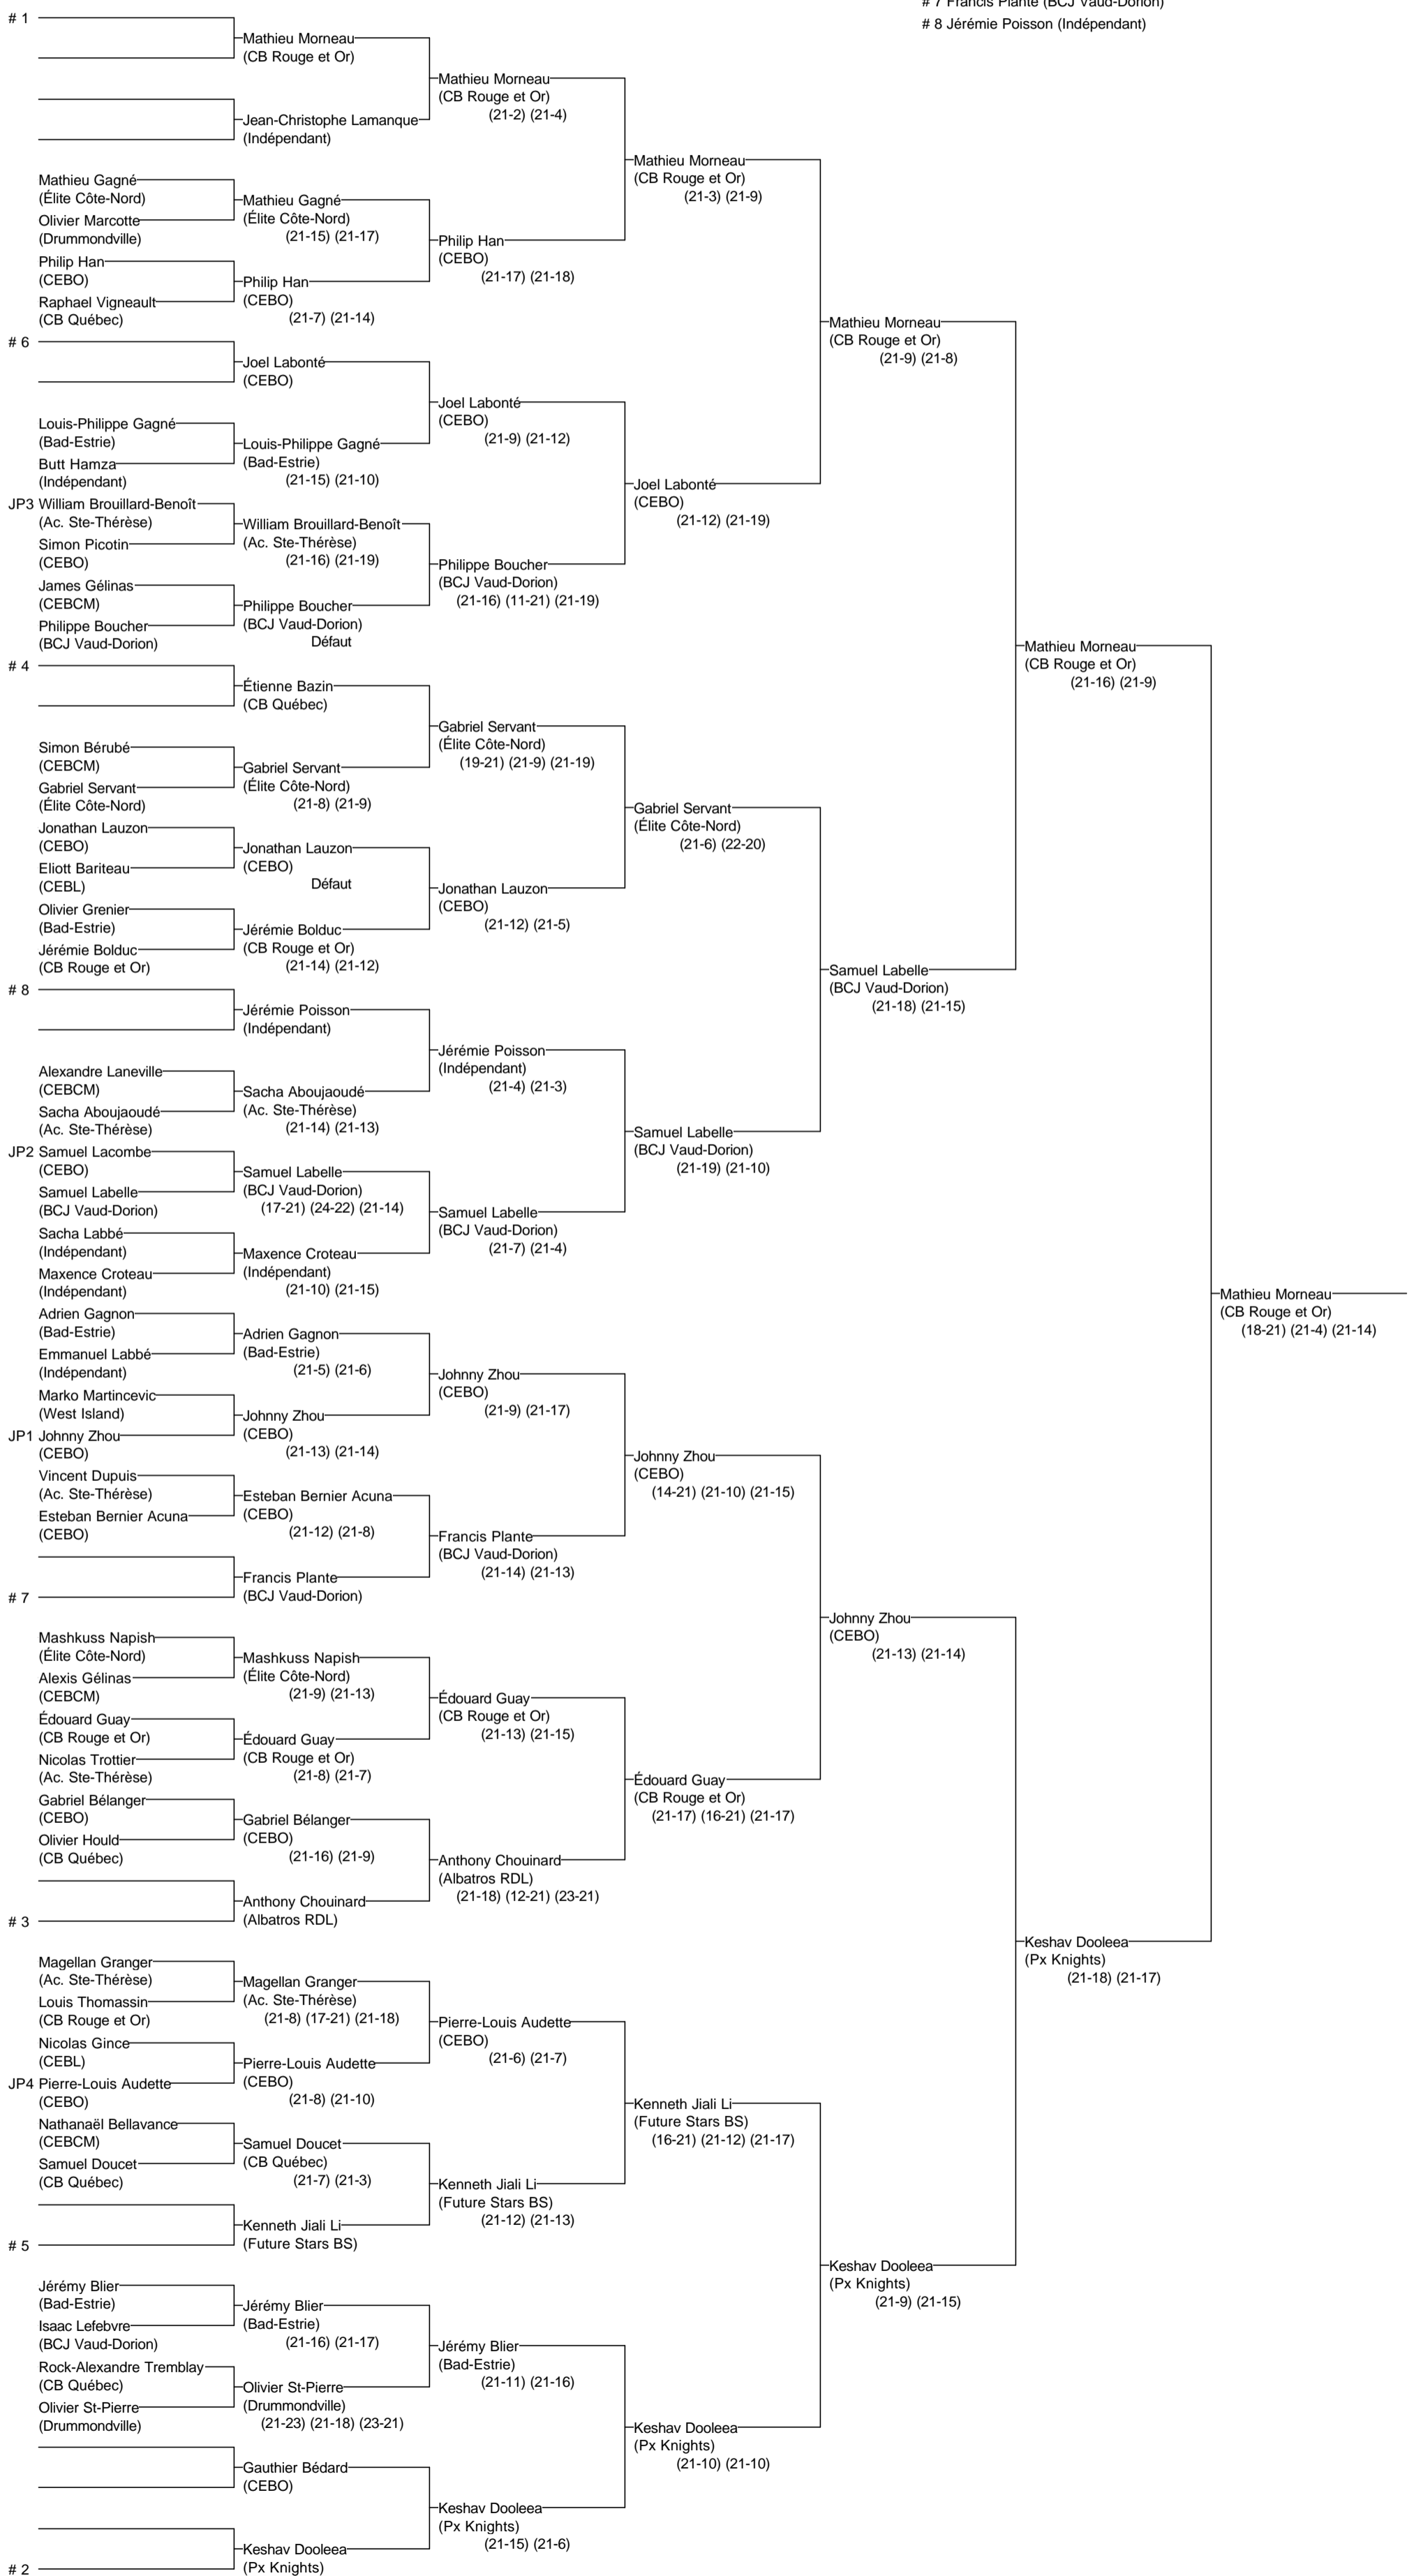 # 7 Francis Plante (BCJ Vaud-Dorion)
# 8 Jérémie Poisson (Indépendant)
# 1
Mathieu Morneau
(CB Rouge et Or)
Mathieu Morneau
(CB Rouge et Or)
(21-2) (21-4)
Jean-Christophe Lamanque
(Indépendant)
Mathieu Morneau
(CB Rouge et Or)
(21-3) (21-9)
Mathieu Gagné
(Élite Côte-Nord)
Mathieu Gagné
(Élite Côte-Nord)
(21-15) (21-17)
Olivier Marcotte
(Drummondville)
Philip Han
(CEBO)
(21-17) (21-18)
Philip Han
(CEBO)
Philip Han
(CEBO)
(21-7) (21-14)
Raphael Vigneault
(CB Québec)
Mathieu Morneau
(CB Rouge et Or)
(21-9) (21-8)
# 6
Joel Labonté
(CEBO)
Joel Labonté
(CEBO)
(21-9) (21-12)
Louis-Philippe Gagné
(Bad-Estrie)
Louis-Philippe Gagné
(Bad-Estrie)
(21-15) (21-10)
Butt Hamza
(Indépendant)
Joel Labonté
(CEBO)
(21-12) (21-19)
JP3 William Brouillard-Benoît
(Ac. Ste-Thérèse)
William Brouillard-Benoît
(Ac. Ste-Thérèse)
(21-16) (21-19)
Simon Picotin
(CEBO)
Philippe Boucher
(BCJ Vaud-Dorion)
(21-16) (11-21) (21-19)
James Gélinas
(CEBCM)
Philippe Boucher
(BCJ Vaud-Dorion)
Défaut
Philippe Boucher
(BCJ Vaud-Dorion)
Mathieu Morneau
(CB Rouge et Or)
(21-16) (21-9)
# 4
Étienne Bazin
(CB Québec)
Gabriel Servant
(Élite Côte-Nord)
(19-21) (21-9) (21-19)
Simon Bérubé
(CEBCM)
Gabriel Servant
(Élite Côte-Nord)
(21-8) (21-9)
Gabriel Servant
(Élite Côte-Nord)
Gabriel Servant
(Élite Côte-Nord)
(21-6) (22-20)
Jonathan Lauzon
(CEBO)
Jonathan Lauzon
(CEBO)
Défaut
Eliott Bariteau
(CEBL)
Jonathan Lauzon
(CEBO)
(21-12) (21-5)
Olivier Grenier
(Bad-Estrie)
Jérémie Bolduc
(CB Rouge et Or)
(21-14) (21-12)
Jérémie Bolduc
(CB Rouge et Or)
Samuel Labelle
(BCJ Vaud-Dorion)
(21-18) (21-15)
# 8
Jérémie Poisson
(Indépendant)
Jérémie Poisson
(Indépendant)
(21-4) (21-3)
Alexandre Laneville
(CEBCM)
Sacha Aboujaoudé
(Ac. Ste-Thérèse)
(21-14) (21-13)
Sacha Aboujaoudé
(Ac. Ste-Thérèse)
Samuel Labelle
(BCJ Vaud-Dorion)
(21-19) (21-10)
JP2 Samuel Lacombe
(CEBO)
Samuel Labelle
(BCJ Vaud-Dorion)
(17-21) (24-22) (21-14)
Samuel Labelle
(BCJ Vaud-Dorion)
Samuel Labelle
(BCJ Vaud-Dorion)
(21-7) (21-4)
Sacha Labbé
(Indépendant)
Maxence Croteau
(Indépendant)
(21-10) (21-15)
Maxence Croteau
(Indépendant)
Mathieu Morneau
(CB Rouge et Or)
(18-21) (21-4) (21-14)
Adrien Gagnon
(Bad-Estrie)
Adrien Gagnon
(Bad-Estrie)
(21-5) (21-6)
Emmanuel Labbé
(Indépendant)
Johnny Zhou
(CEBO)
(21-9) (21-17)
Marko Martincevic
(West Island)
Johnny Zhou
(CEBO)
(21-13) (21-14)
JP1 Johnny Zhou
(CEBO)
Johnny Zhou
(CEBO)
(14-21) (21-10) (21-15)
Vincent Dupuis
(Ac. Ste-Thérèse)
Esteban Bernier Acuna
(CEBO)
(21-12) (21-8)
Esteban Bernier Acuna
(CEBO)
Francis Plante
(BCJ Vaud-Dorion)
(21-14) (21-13)
Francis Plante
(BCJ Vaud-Dorion)
# 7
Johnny Zhou
(CEBO)
(21-13) (21-14)
Mashkuss Napish
(Élite Côte-Nord)
Mashkuss Napish
(Élite Côte-Nord)
(21-9) (21-13)
Alexis Gélinas
(CEBCM)
Édouard Guay
(CB Rouge et Or)
(21-13) (21-15)
Édouard Guay
(CB Rouge et Or)
Édouard Guay
(CB Rouge et Or)
(21-8) (21-7)
Nicolas Trottier
(Ac. Ste-Thérèse)
Édouard Guay
(CB Rouge et Or)
(21-17) (16-21) (21-17)
Gabriel Bélanger
(CEBO)
Gabriel Bélanger
(CEBO)
(21-16) (21-9)
Olivier Hould
(CB Québec)
Anthony Chouinard
(Albatros RDL)
(21-18) (12-21) (23-21)
Anthony Chouinard
(Albatros RDL)
# 3
Keshav Dooleea
(Px Knights)
(21-18) (21-17)
Magellan Granger
(Ac. Ste-Thérèse)
Magellan Granger
(Ac. Ste-Thérèse)
(21-8) (17-21) (21-18)
Louis Thomassin
(CB Rouge et Or)
Pierre-Louis Audette
(CEBO)
(21-6) (21-7)
Nicolas Gince
(CEBL)
Pierre-Louis Audette
(CEBO)
(21-8) (21-10)
JP4 Pierre-Louis Audette
(CEBO)
Kenneth Jiali Li
(Future Stars BS)
(16-21) (21-12) (21-17)
Nathanaël Bellavance
(CEBCM)
Samuel Doucet
(CB Québec)
(21-7) (21-3)
Samuel Doucet
(CB Québec)
Kenneth Jiali Li
(Future Stars BS)
(21-12) (21-13)
Kenneth Jiali Li
(Future Stars BS)
# 5
Keshav Dooleea
(Px Knights)
(21-9) (21-15)
Jérémy Blier
(Bad-Estrie)
Jérémy Blier
(Bad-Estrie)
(21-16) (21-17)
Isaac Lefebvre
(BCJ Vaud-Dorion)
Jérémy Blier
(Bad-Estrie)
(21-11) (21-16)
Rock-Alexandre Tremblay
(CB Québec)
Olivier St-Pierre
(Drummondville)
(21-23) (21-18) (23-21)
Olivier St-Pierre
(Drummondville)
Keshav Dooleea
(Px Knights)
(21-10) (21-10)
Gauthier Bédard
(CEBO)
Keshav Dooleea
(Px Knights)
(21-15) (21-6)
Keshav Dooleea
(Px Knights)
# 2